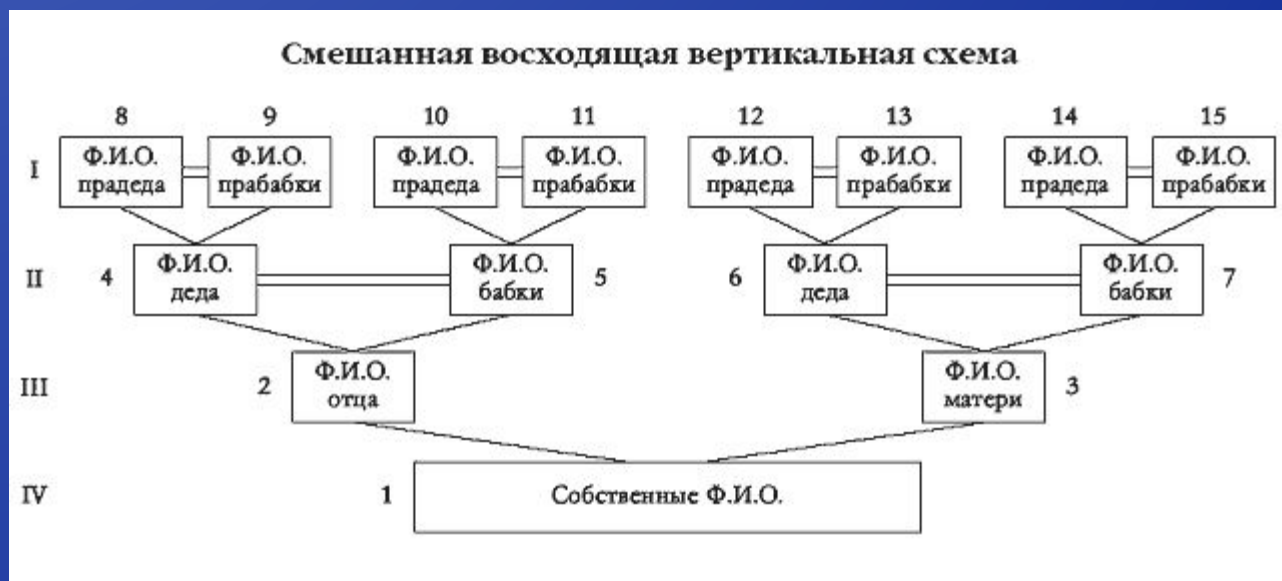 Смешанная восходящая вертикальная схема
8 9 10 11 12 13 14 15
I Ф.И.О. Ф.И.О. Ф.И.О. Ф.И.О. Ф.И.О. Ф.И.О. Ф.И.О. Ф.И.О.
прадеда прабабки прадеда прабабки прадеда прабабки прадеда прабабки
II 4 Ф.И.О. Ф.И.О. 5 6 Ф.И.О. Ф.И.О. 7
деда бабки деда бабки
III 2 Ф.И.О. Ф.И.О. 3
отца матери
IV 1 Собственные Ф.И.О.